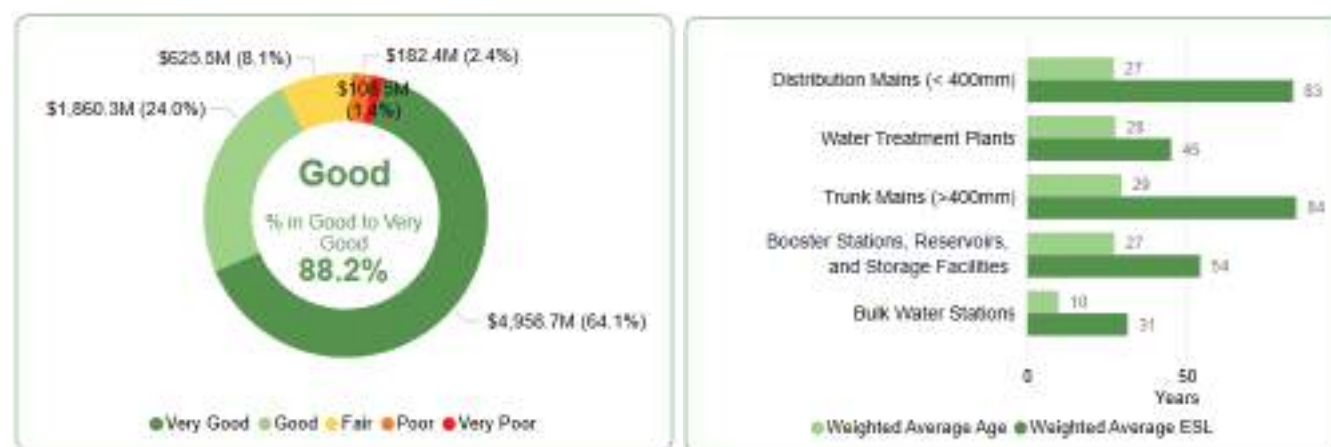 $625.5M (8.1%)
$182.4M (2.4%)
$1,860.3M (24.0%)
(1.4%)
Good
% in Good to Very
Good
88.2%
$4,958.7M (64.1%)
Very Good Good Fair Poor Very Poor
Distribution Mains (< 400mm)
27
83
Water Treatment Plants
28
45
Trunk Mains (>400mm)
29
84
Booster Stations, Reservoirs,
and Storage Facilities
27
54
Bulk Water Stations
10
31
0 50
Years
Weighted Average Age Weighted Average ESL